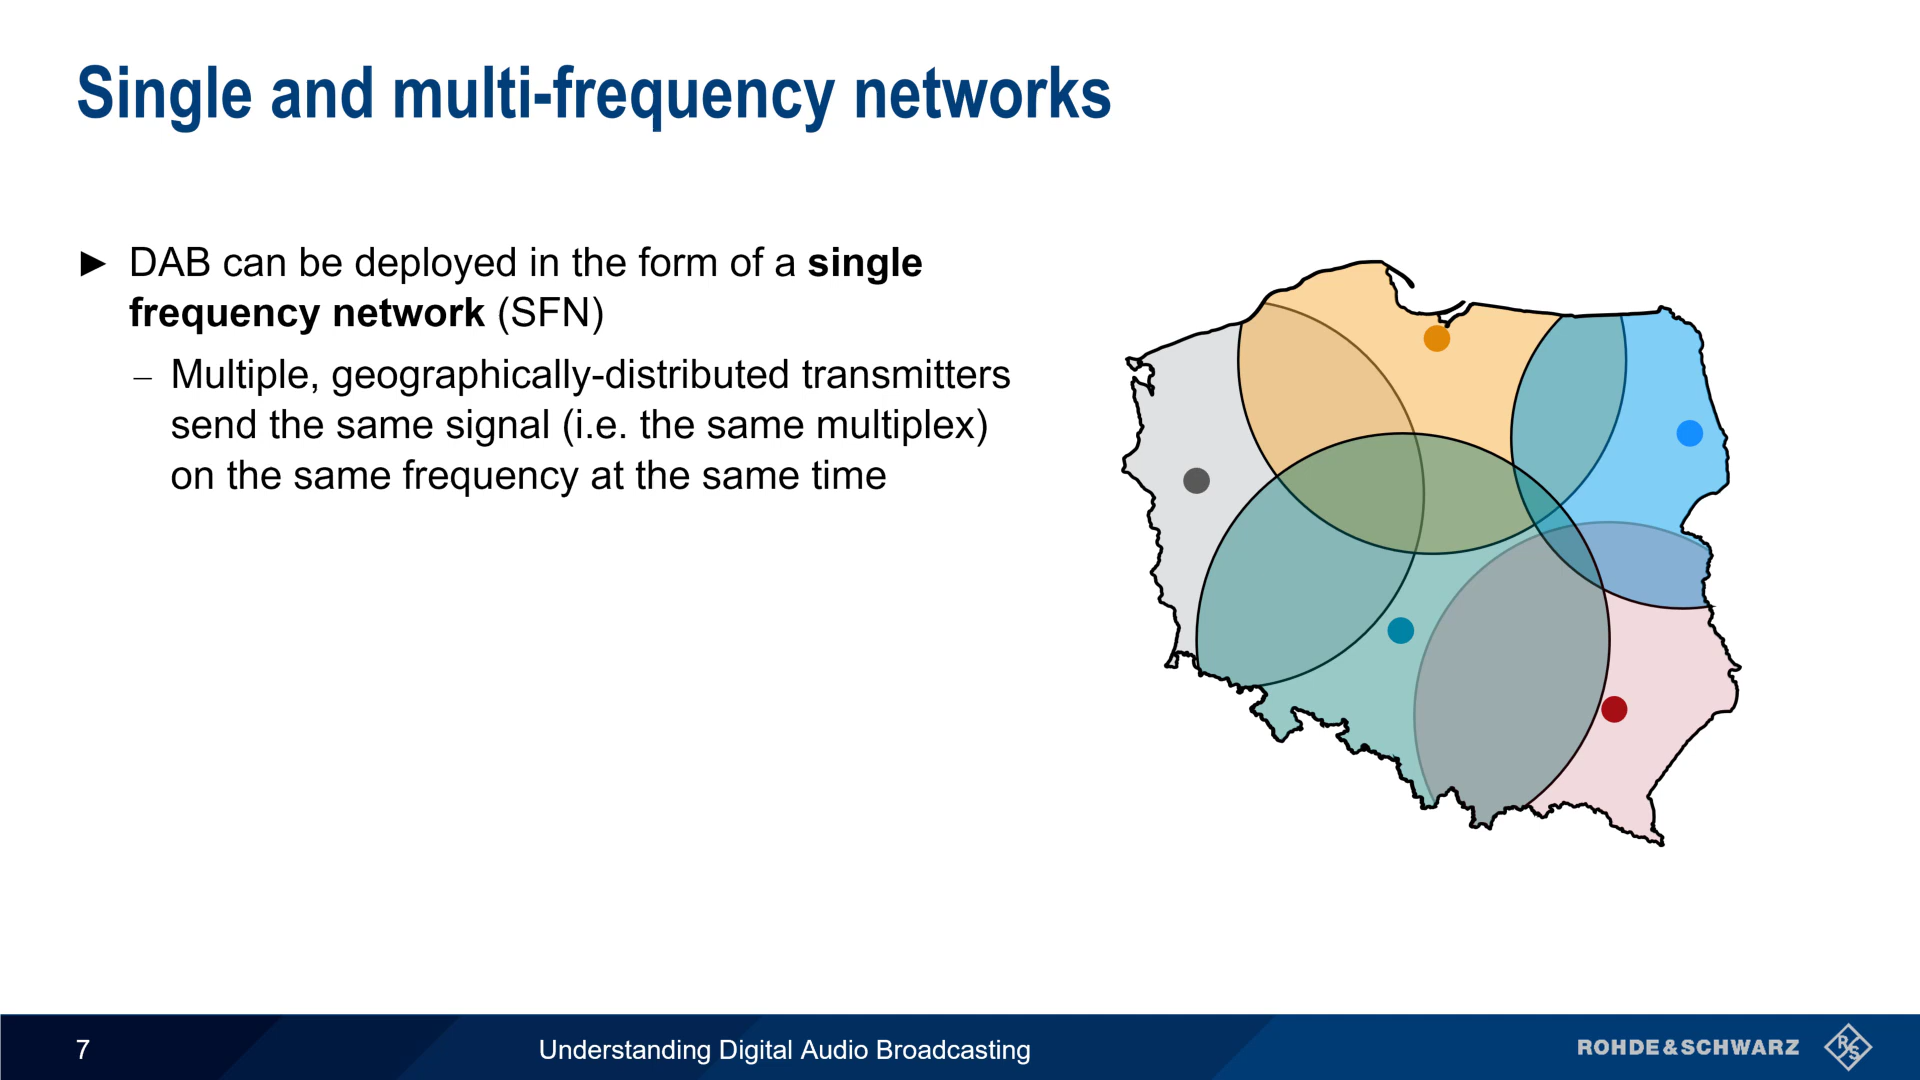 Single and multi-frequency networks
► DAB can be deployed in the form of a single
frequency network (SFN)
– Multiple, geographically-distributed transmitters
send the same signal (i.e. the same multiplex)
on the same frequency at the same time
7
Understanding Digital Audio Broadcasting
ROHDE&SCHWARZ
R&S